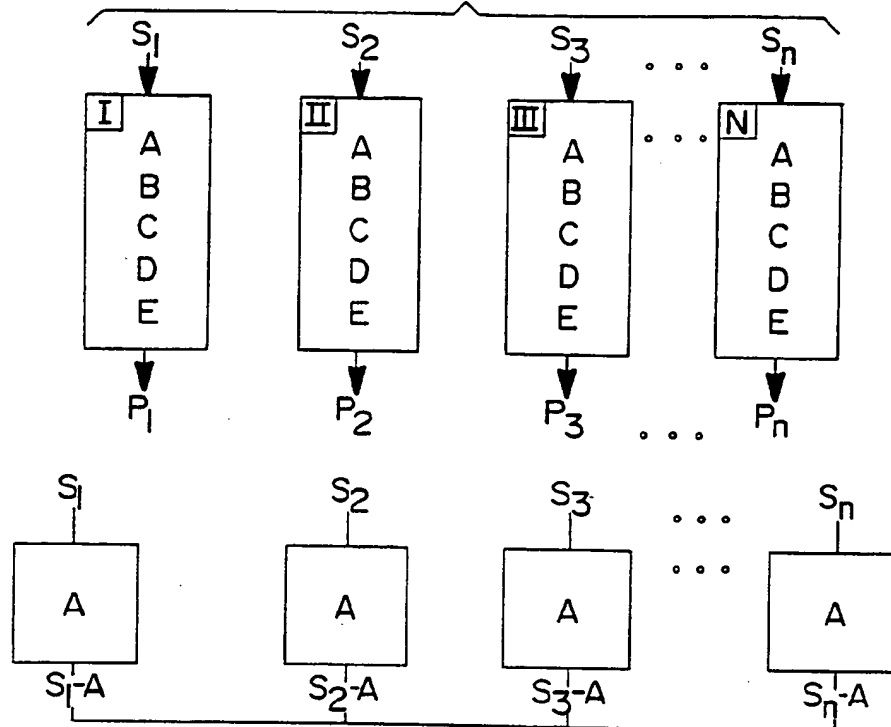 S1 S2 S3 Sn
I II III N
A A A A
B B B B
C C C C
D D D D
E E E E
P1 P2 P3 Pn
S1 S2 S3 Sn
A A A A
S1-A S2-A S3-A Sn-A